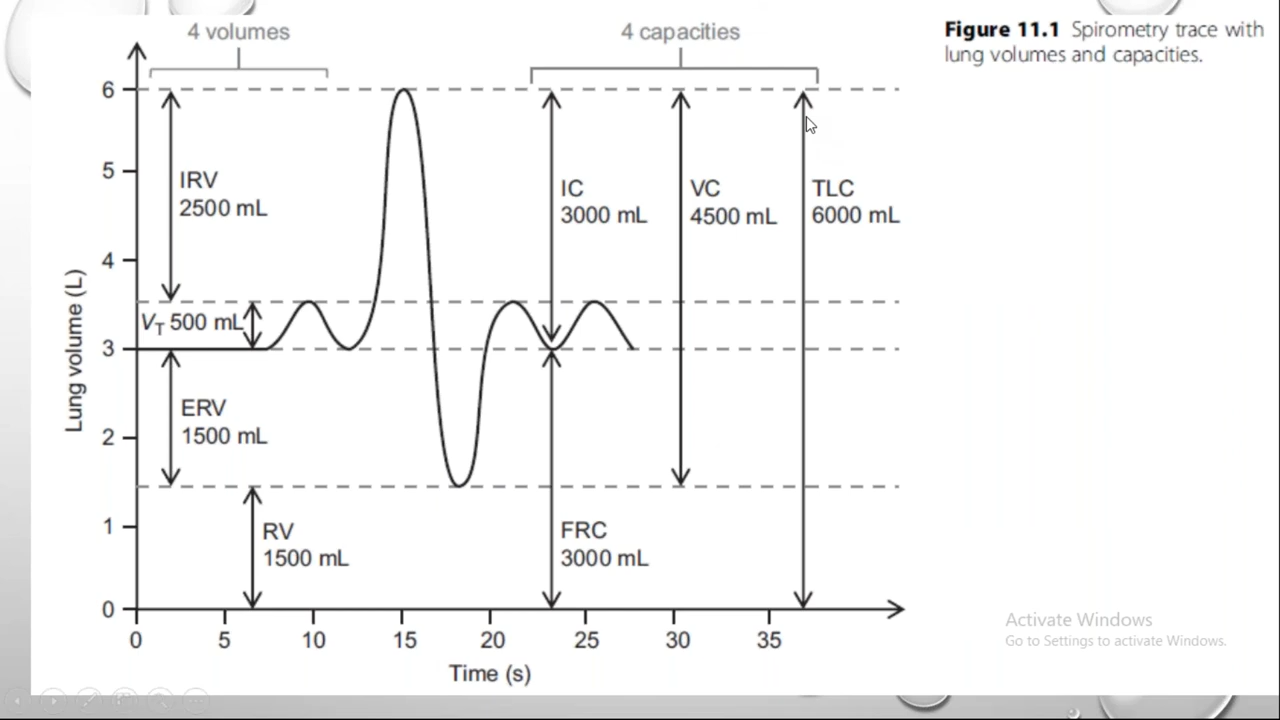 4 volumes
4 capacities
Figure 11.1 Spirometry trace with
lung volumes and capacities.
6
5
4
3
2
1
0
Lung volume (L)
IRV
2500 mL
VT 500 mL
ERV
1500 mL
RV
1500 mL
IC
3000 mL
VC
4500 mL
TLC
6000 mL
FRC
3000 mL
0 5 10 15 20 25 30 35
Time (s)
Activate Windows
Go to Settings to activate Windows.